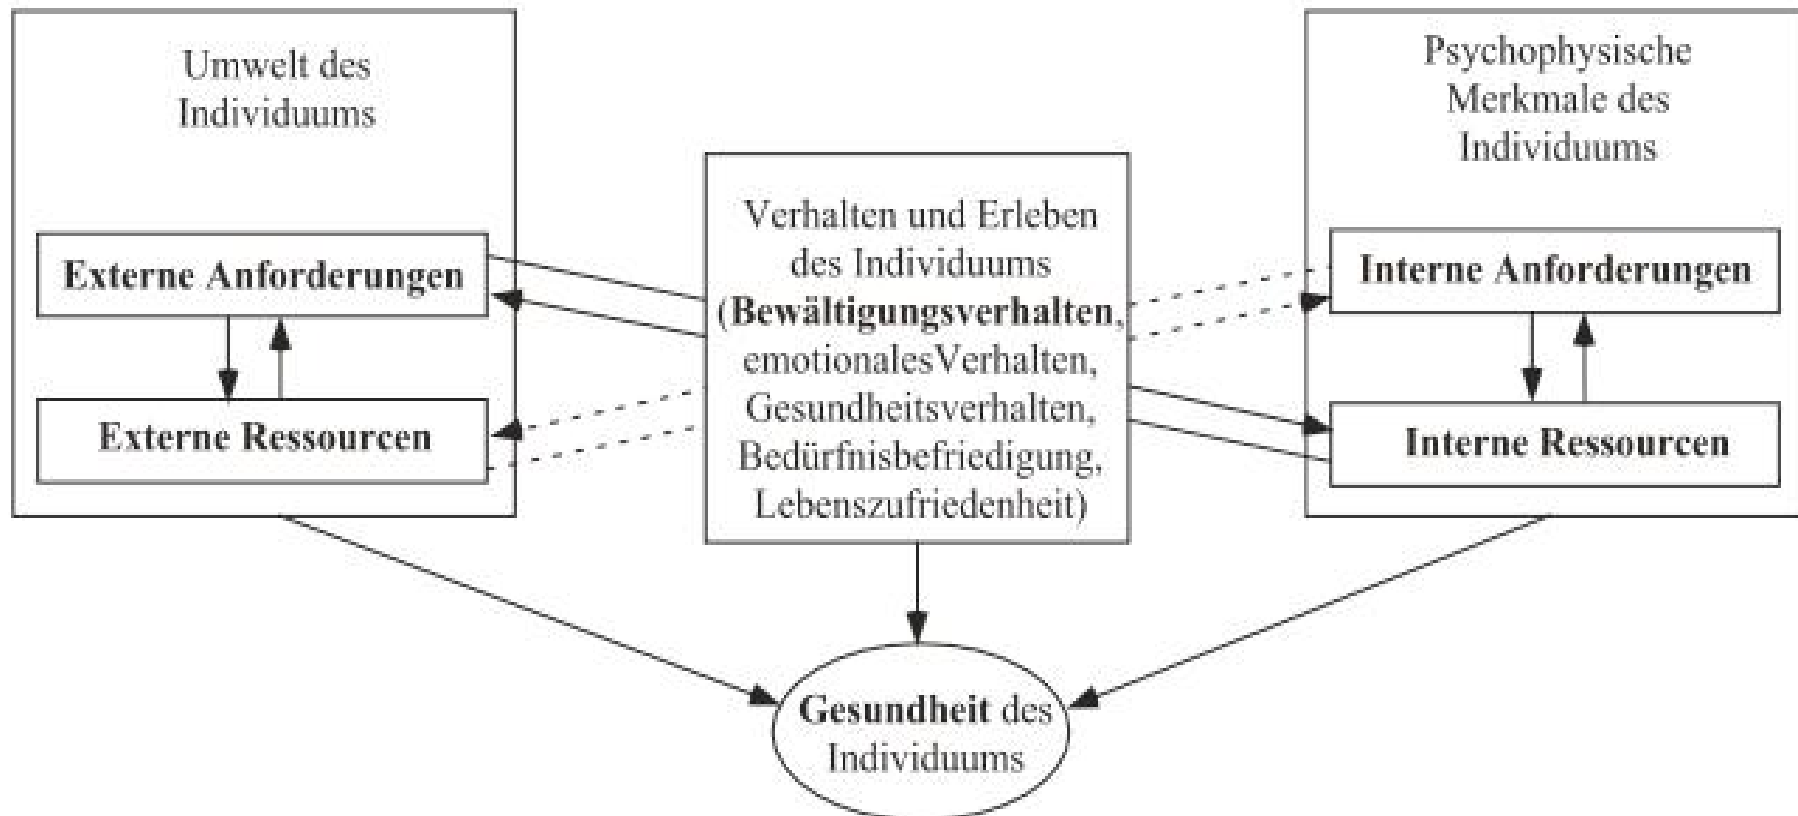 Umwelt des
Individuums
Externe Anforderungen
Externe Ressourcen
Verhalten und Erleben
des Individuums
(Bewältigungsverhalten,
emotionalesVerhalten,
Gesundheitsverhalten,
Bedürfnisbefriedigung,
Lebenszufriedenheit)
Psychophysische
Merkmale des
Individuums
Interne Anforderungen
Interne Ressourcen
Gesundheit des
Individuums